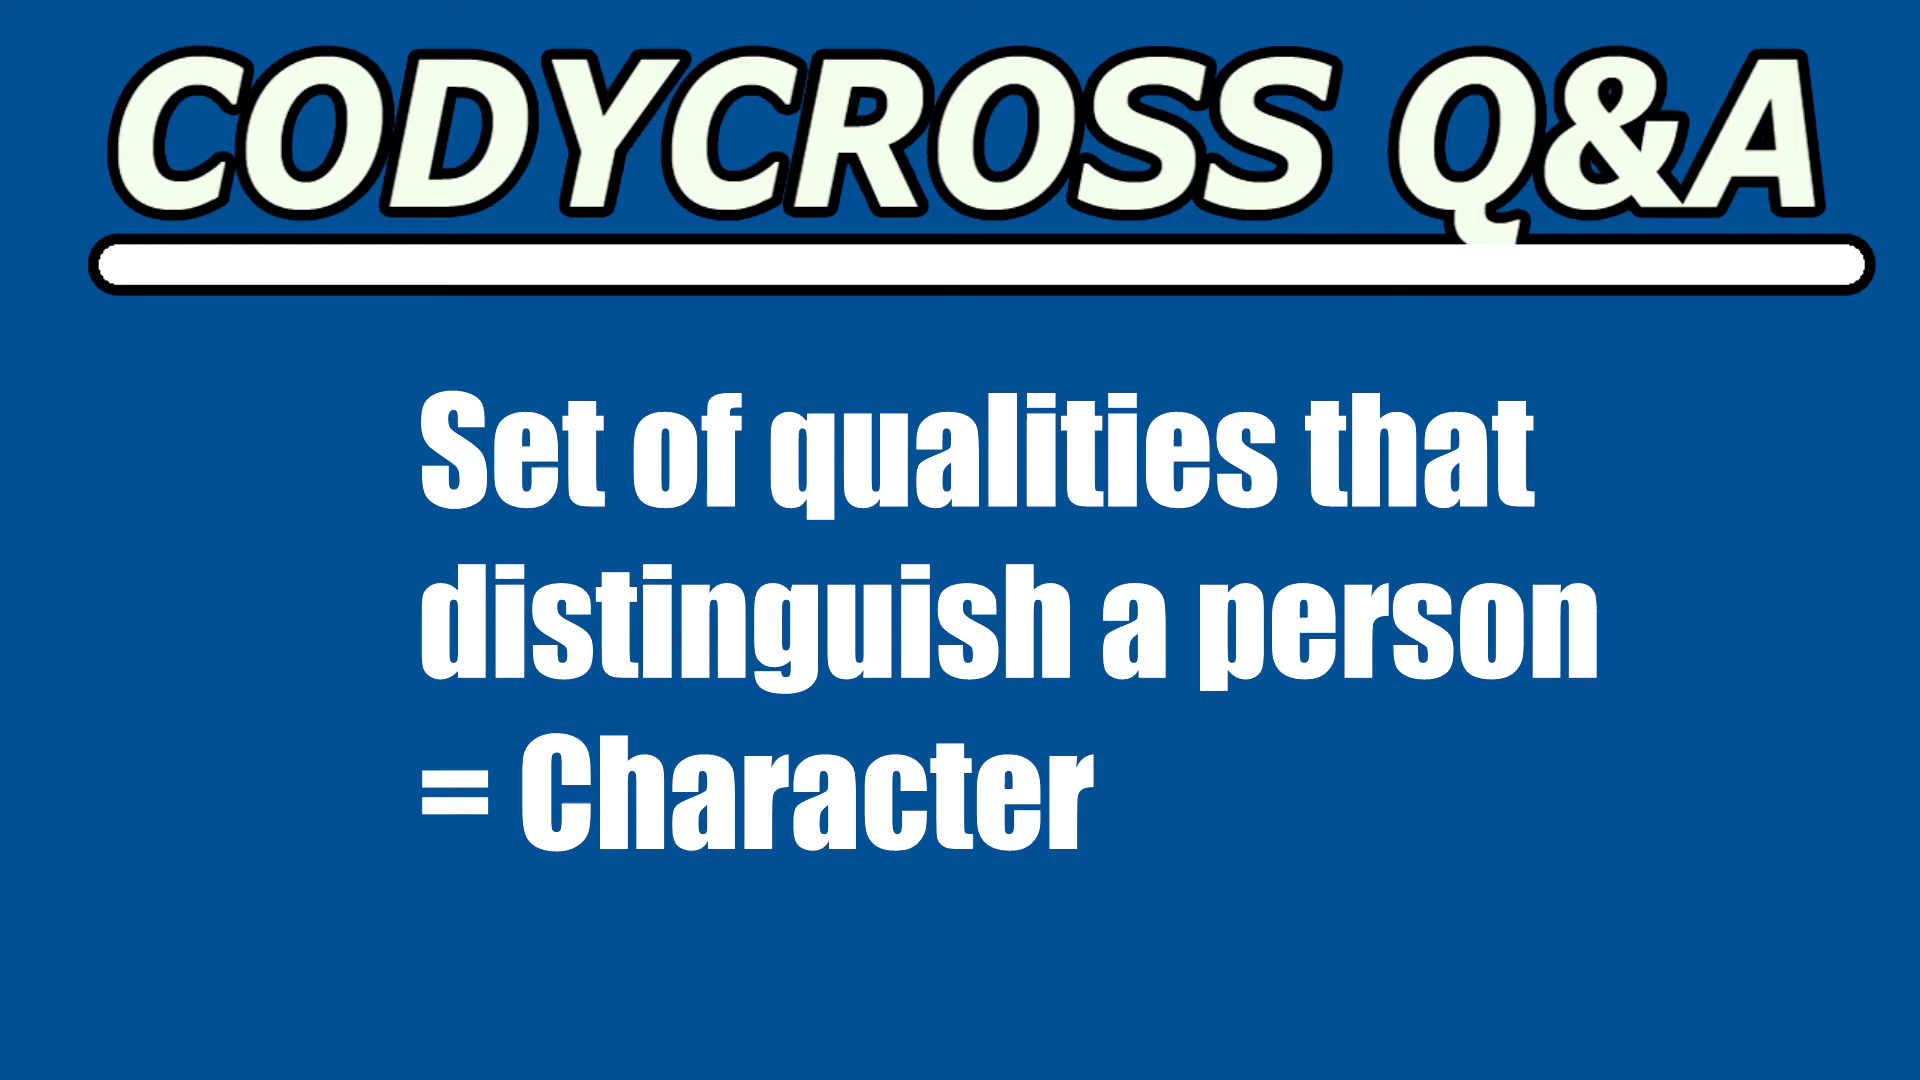 CODYCROSS Q&A
Set of qualities that
distinguish a person
= Character